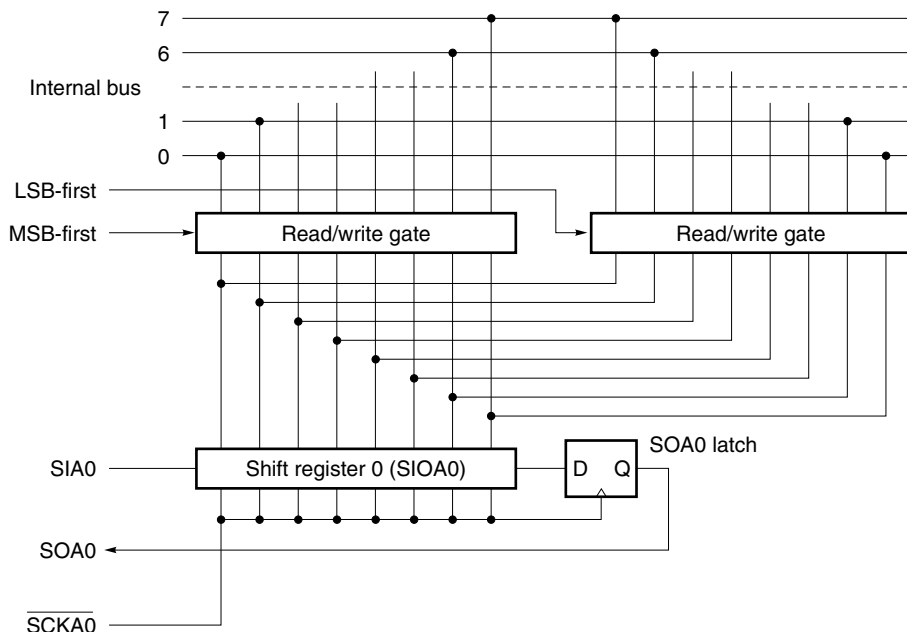 7
6
Internal bus
1
0
LSB-first
MSB-first
Read/write gate
Read/write gate
SOA0 latch
SIA0
Shift register 0 (SIOA0)
D Q
SOA0
SCKA0